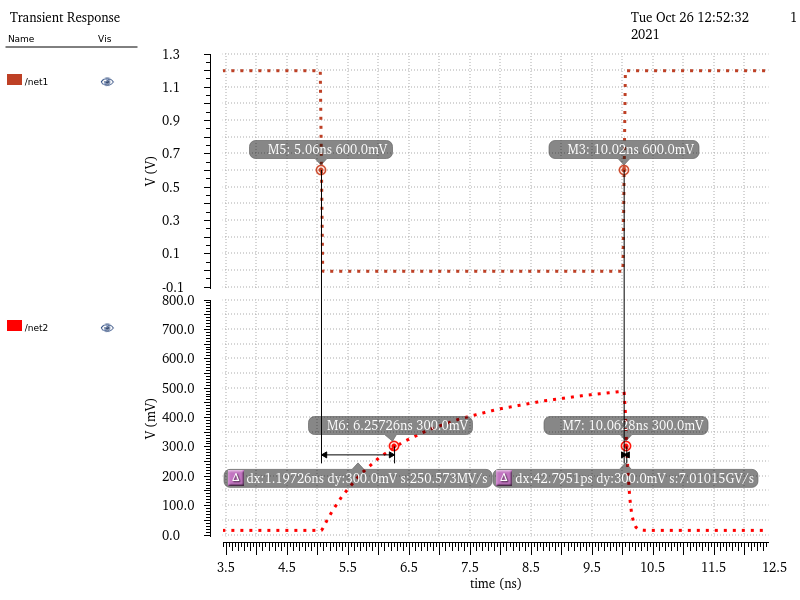 Transient Response
Tue Oct 26 12:52:32 2021
1
Name Vis
/net1
1.3
1.1
0.9
0.7
0.5
0.3
0.1
-0.1
V (V)
M5: 5.06ns 600.0mV
M3: 10.02ns 600.0mV
/net2
800.0
700.0
600.0
500.0
400.0
300.0
200.0
100.0
0.0
V (mV)
M6: 6.25726ns 300.0mV
M7: 10.0628ns 300.0mV
Δ dx:1.19726ns dy:300.0mV s:250.573MV/s
Δ dx:42.7951ps dy:300.0mV s:7.01015GV/s
3.5 4.5 5.5 6.5 7.5 8.5 9.5 10.5 11.5 12.5
time (ns)